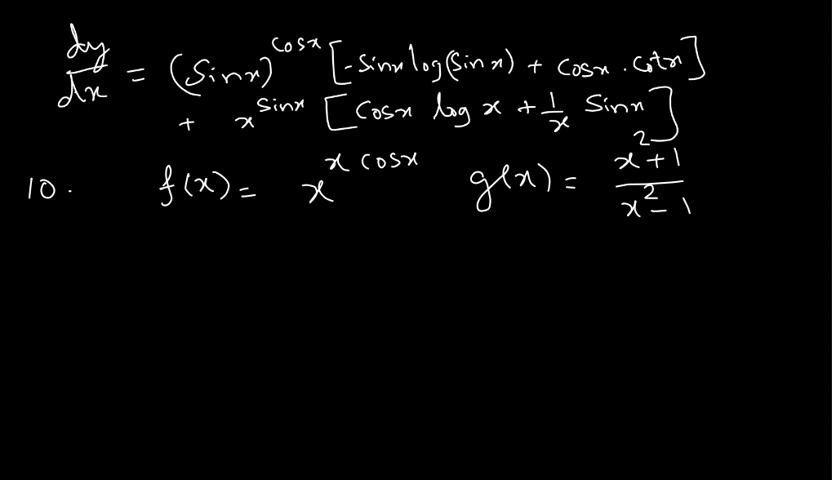 dy/dx = (Sinx)^cosx [-Sinx log(Sinx) + Cosx . Cotx]
+ x^Sinx [Cosx log x + 1/x Sinx]
10. f(x) = x^(x cosx) g(x) = (x^2+1)/(x^2-1)